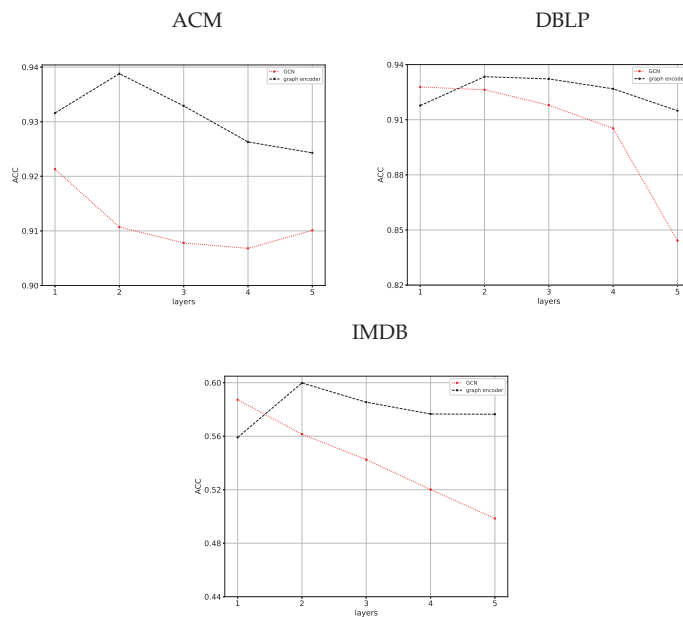 ACM
0.94
0.93
0.92
0.91
0.90
ACC
1 2 3 4 5
layers
GCN
graph encoder
DBLP
0.94
0.91
0.88
0.85
0.82
ACC
1 2 3 4 5
layers
GCN
graph encoder
IMDB
0.60
0.56
0.52
0.48
0.44
ACC
1 2 3 4 5
layers
GCN
graph encoder